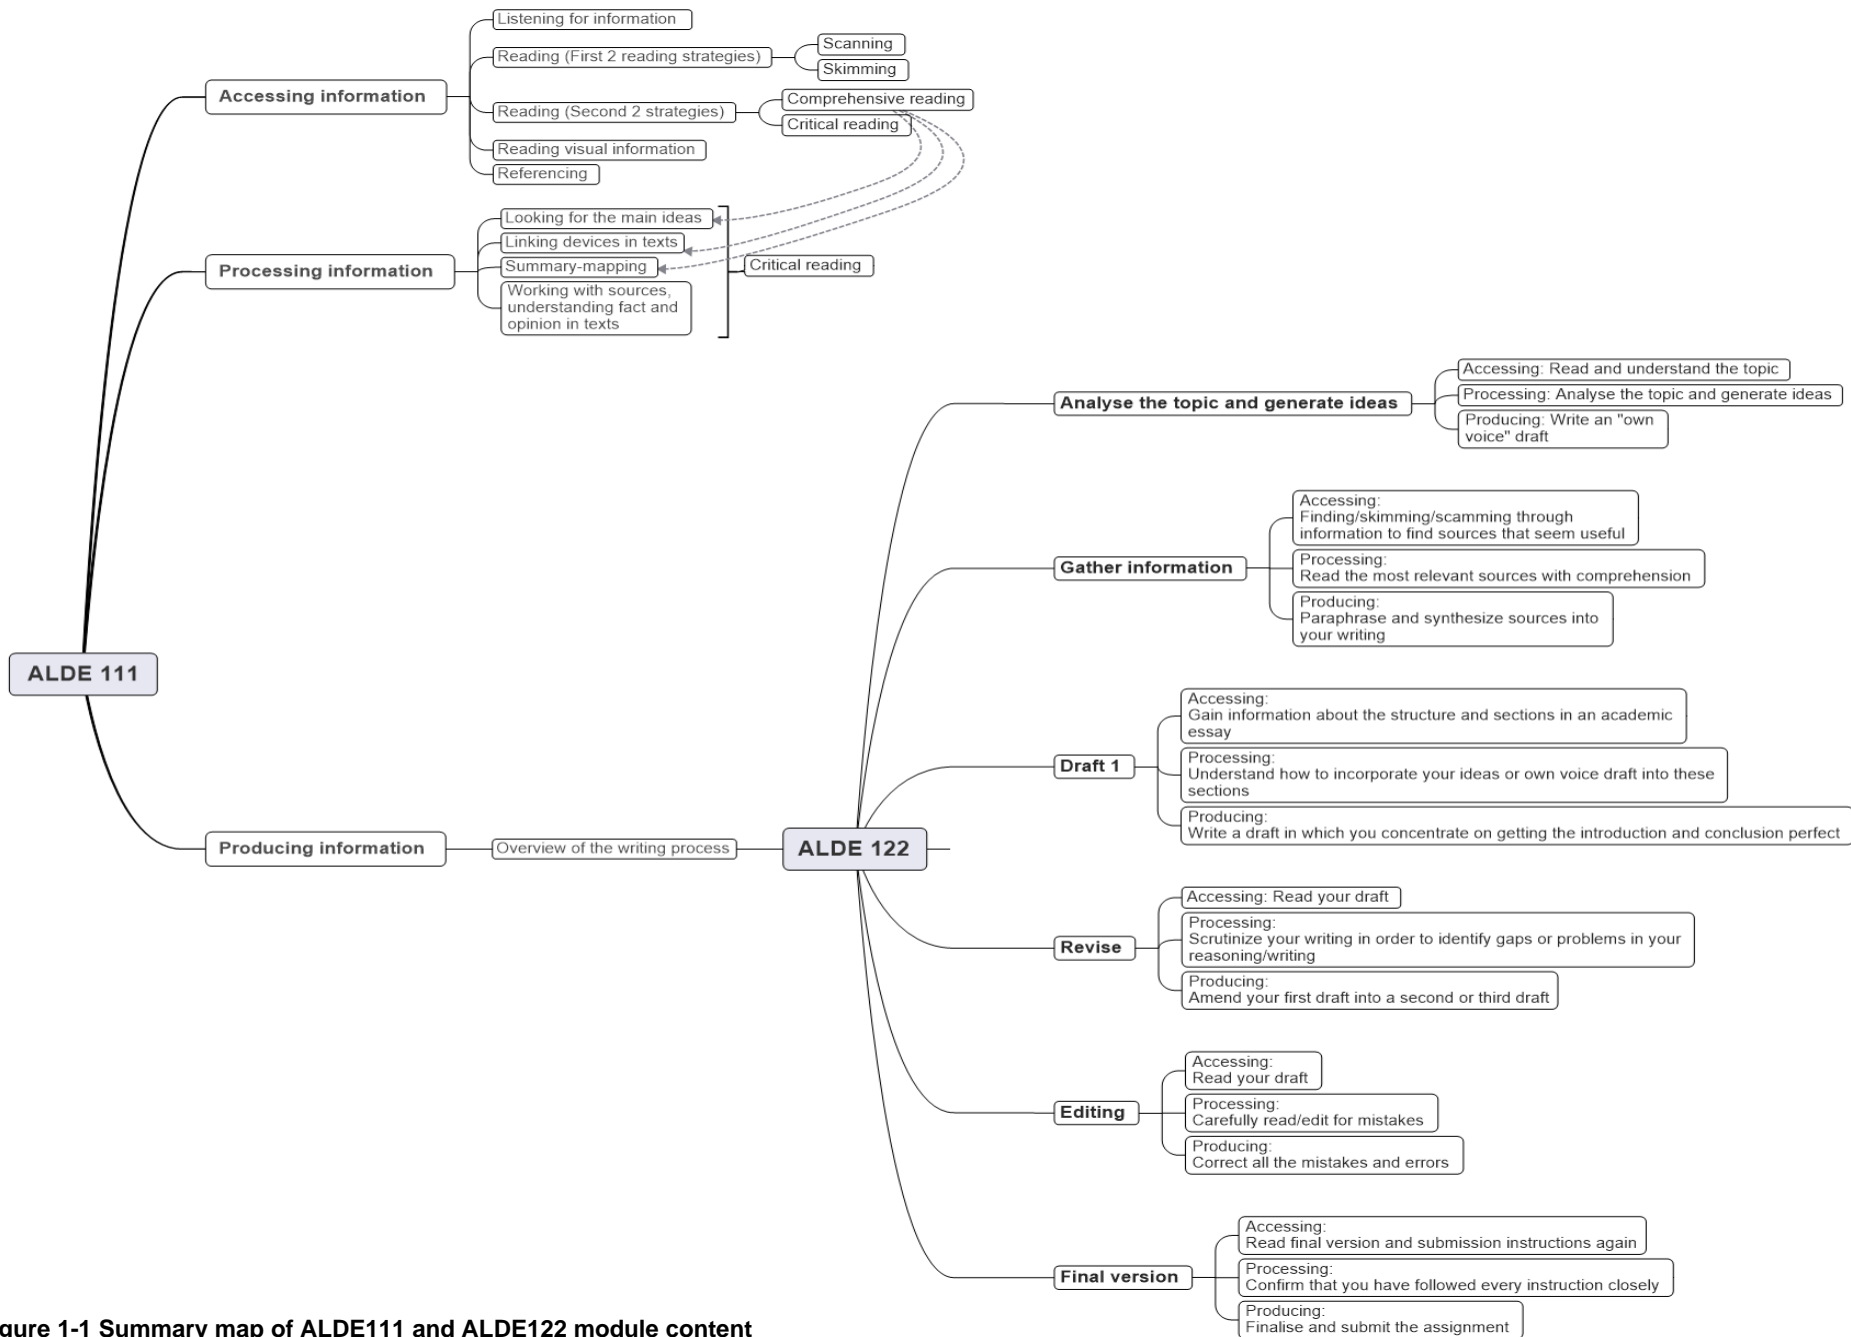 Listening for information
Reading (First 2 reading strategies)
Scanning
Skimming
Accessing information
Reading (Second 2 strategies)
Comprehensive reading
Critical reading
Reading visual information
Referencing
Looking for the main ideas
Linking devices in texts
Processing information
Summary-mapping
Critical reading
Working with sources,
understanding fact and
opinion in texts
ALDE 111
Producing information
Overview of the writing process
ALDE 122
Analyse the topic and generate ideas
Accessing: Read and understand the topic
Processing: Analyse the topic and generate ideas
Producing: Write an "own
voice" draft
Gather information
Accessing:
Finding/skimming/scamming through
information to find sources that seem useful
Processing:
Read the most relevant sources with comprehension
Producing:
Paraphrase and synthesize sources into
your writing
Draft 1
Accessing:
Gain information about the structure and sections in an academic
essay
Processing:
Understand how to incorporate your ideas or own voice draft into these
sections
Producing:
Write a draft in which you concentrate on getting the introduction and conclusion perfect
Revise
Accessing: Read your draft
Processing:
Scrutinize your writing in order to identify gaps or problems in your
reasoning/writing
Producing:
Amend your first draft into a second or third draft
Editing
Accessing:
Read your draft
Processing:
Carefully read/edit for mistakes
Producing:
Correct all the mistakes and errors
Final version
Accessing:
Read final version and submission instructions again
Processing:
Confirm that you have followed every instruction closely
Producing:
Finalise and submit the assignment
gure 1-1 Summary map of ALDE111 and ALDE122 module content